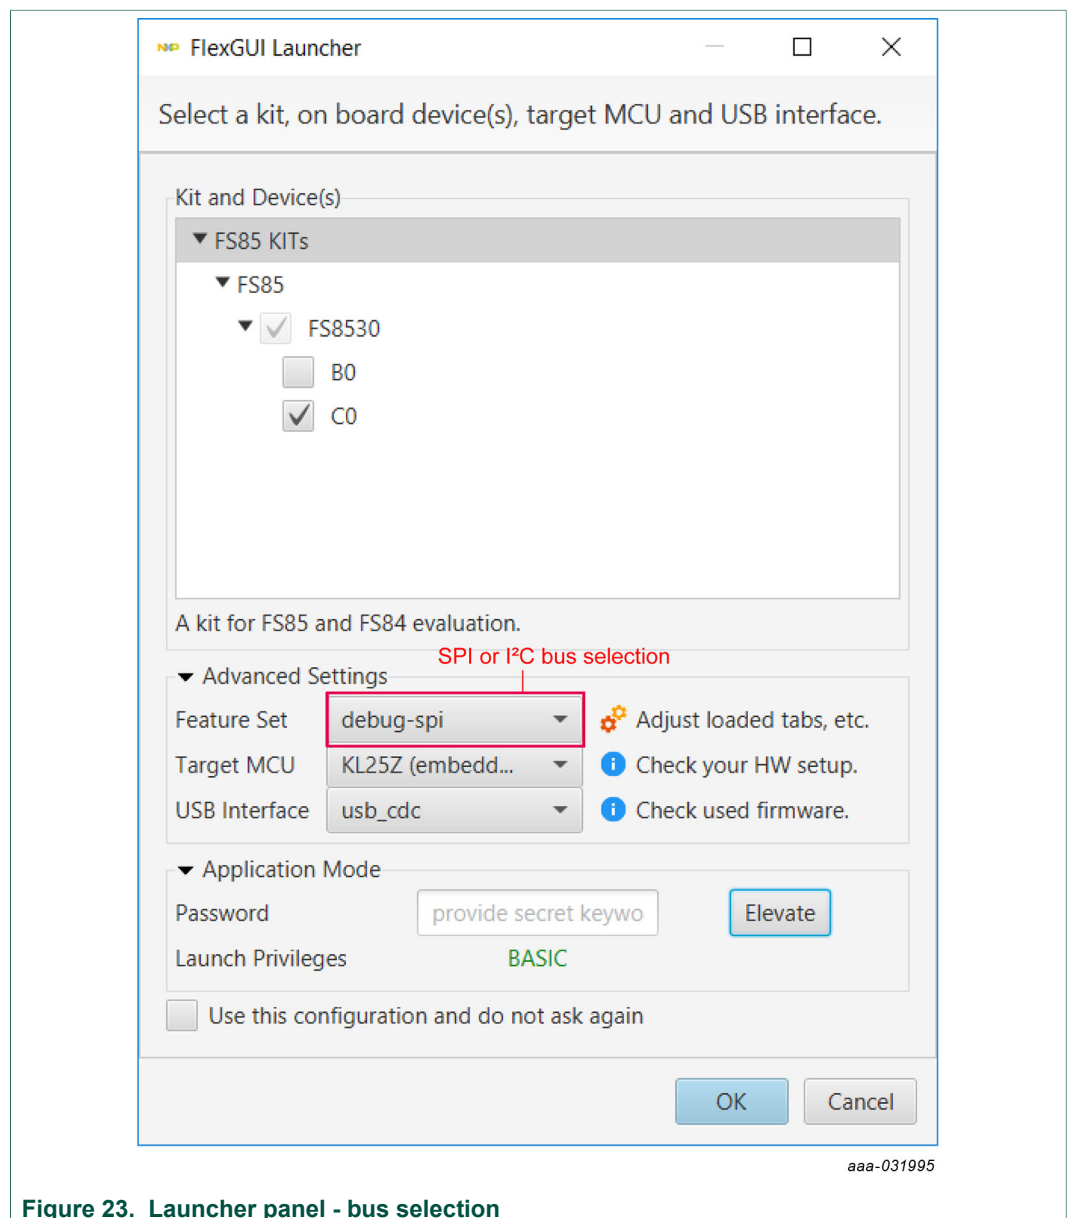 NXP FlexGUI Launcher
Select a kit, on board device(s), target MCU and USB interface.
Kit and Device(s)
FS85 KITs
FS85
FS8530
B0
C0
A kit for FS85 and FS84 evaluation.
SPI or I²C bus selection
Advanced Settings
Feature Set debug-spi Adjust loaded tabs, etc.
Target MCU KL25Z (embedd... Check your HW setup.
USB Interface usb_cdc Check used firmware.
Application Mode
Password provide secret keywo Elevate
Launch Privileges BASIC
Use this configuration and do not ask again
OK Cancel
aaa-031995
Figure 23. Launcher panel - bus selection